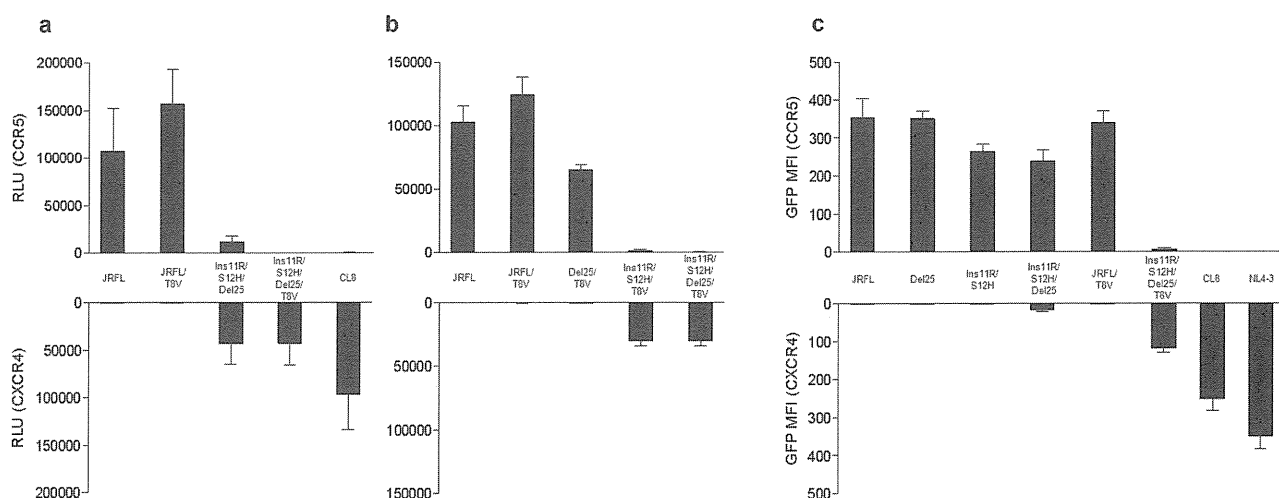 a
b
c
200000
150000
100000
50000
0
RLU (CCR5)
JRFL
JRFL/
T8V
Ins11R/
S12H/
Del25
Ins11R/
S12H/
Del25/
T8V
CL8
0
50000
100000
150000
200000
RLU (CXCR4)
150000
100000
50000
0
JRFL
JRFL/
T8V
Del25/
T8V
Ins11R/
S12H/
T8V
Ins11R/
S12H/
Del25/
T8V
0
50000
100000
150000
500
400
300
200
100
0
GFP MFI (CCR5)
JRFL
Del25
Ins11R/
S12H
Ins11R/
S12H/
Del25
JRFL/
T8V
Ins11R/
S12H/
Del25/
T8V
CL8
NL4-3
0
100
200
300
400
500
GFP MFI (CXCR4)